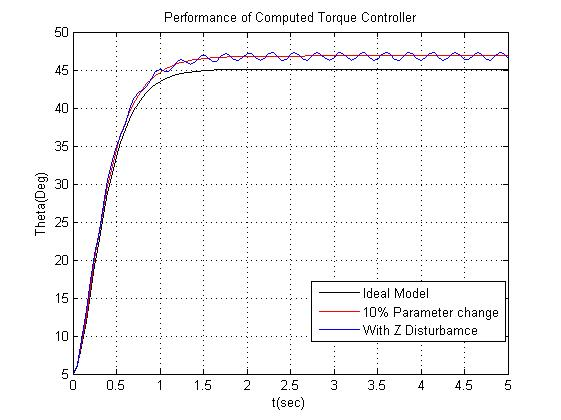 Performance of Computed Torque Controller
50
45
40
35
30
25
20
15
10
5
Theta(Deg)
Ideal Model
10% Parameter change
With Z Disturbamce
0 0.5 1 1.5 2 2.5 3 3.5 4 4.5 5
t(sec)